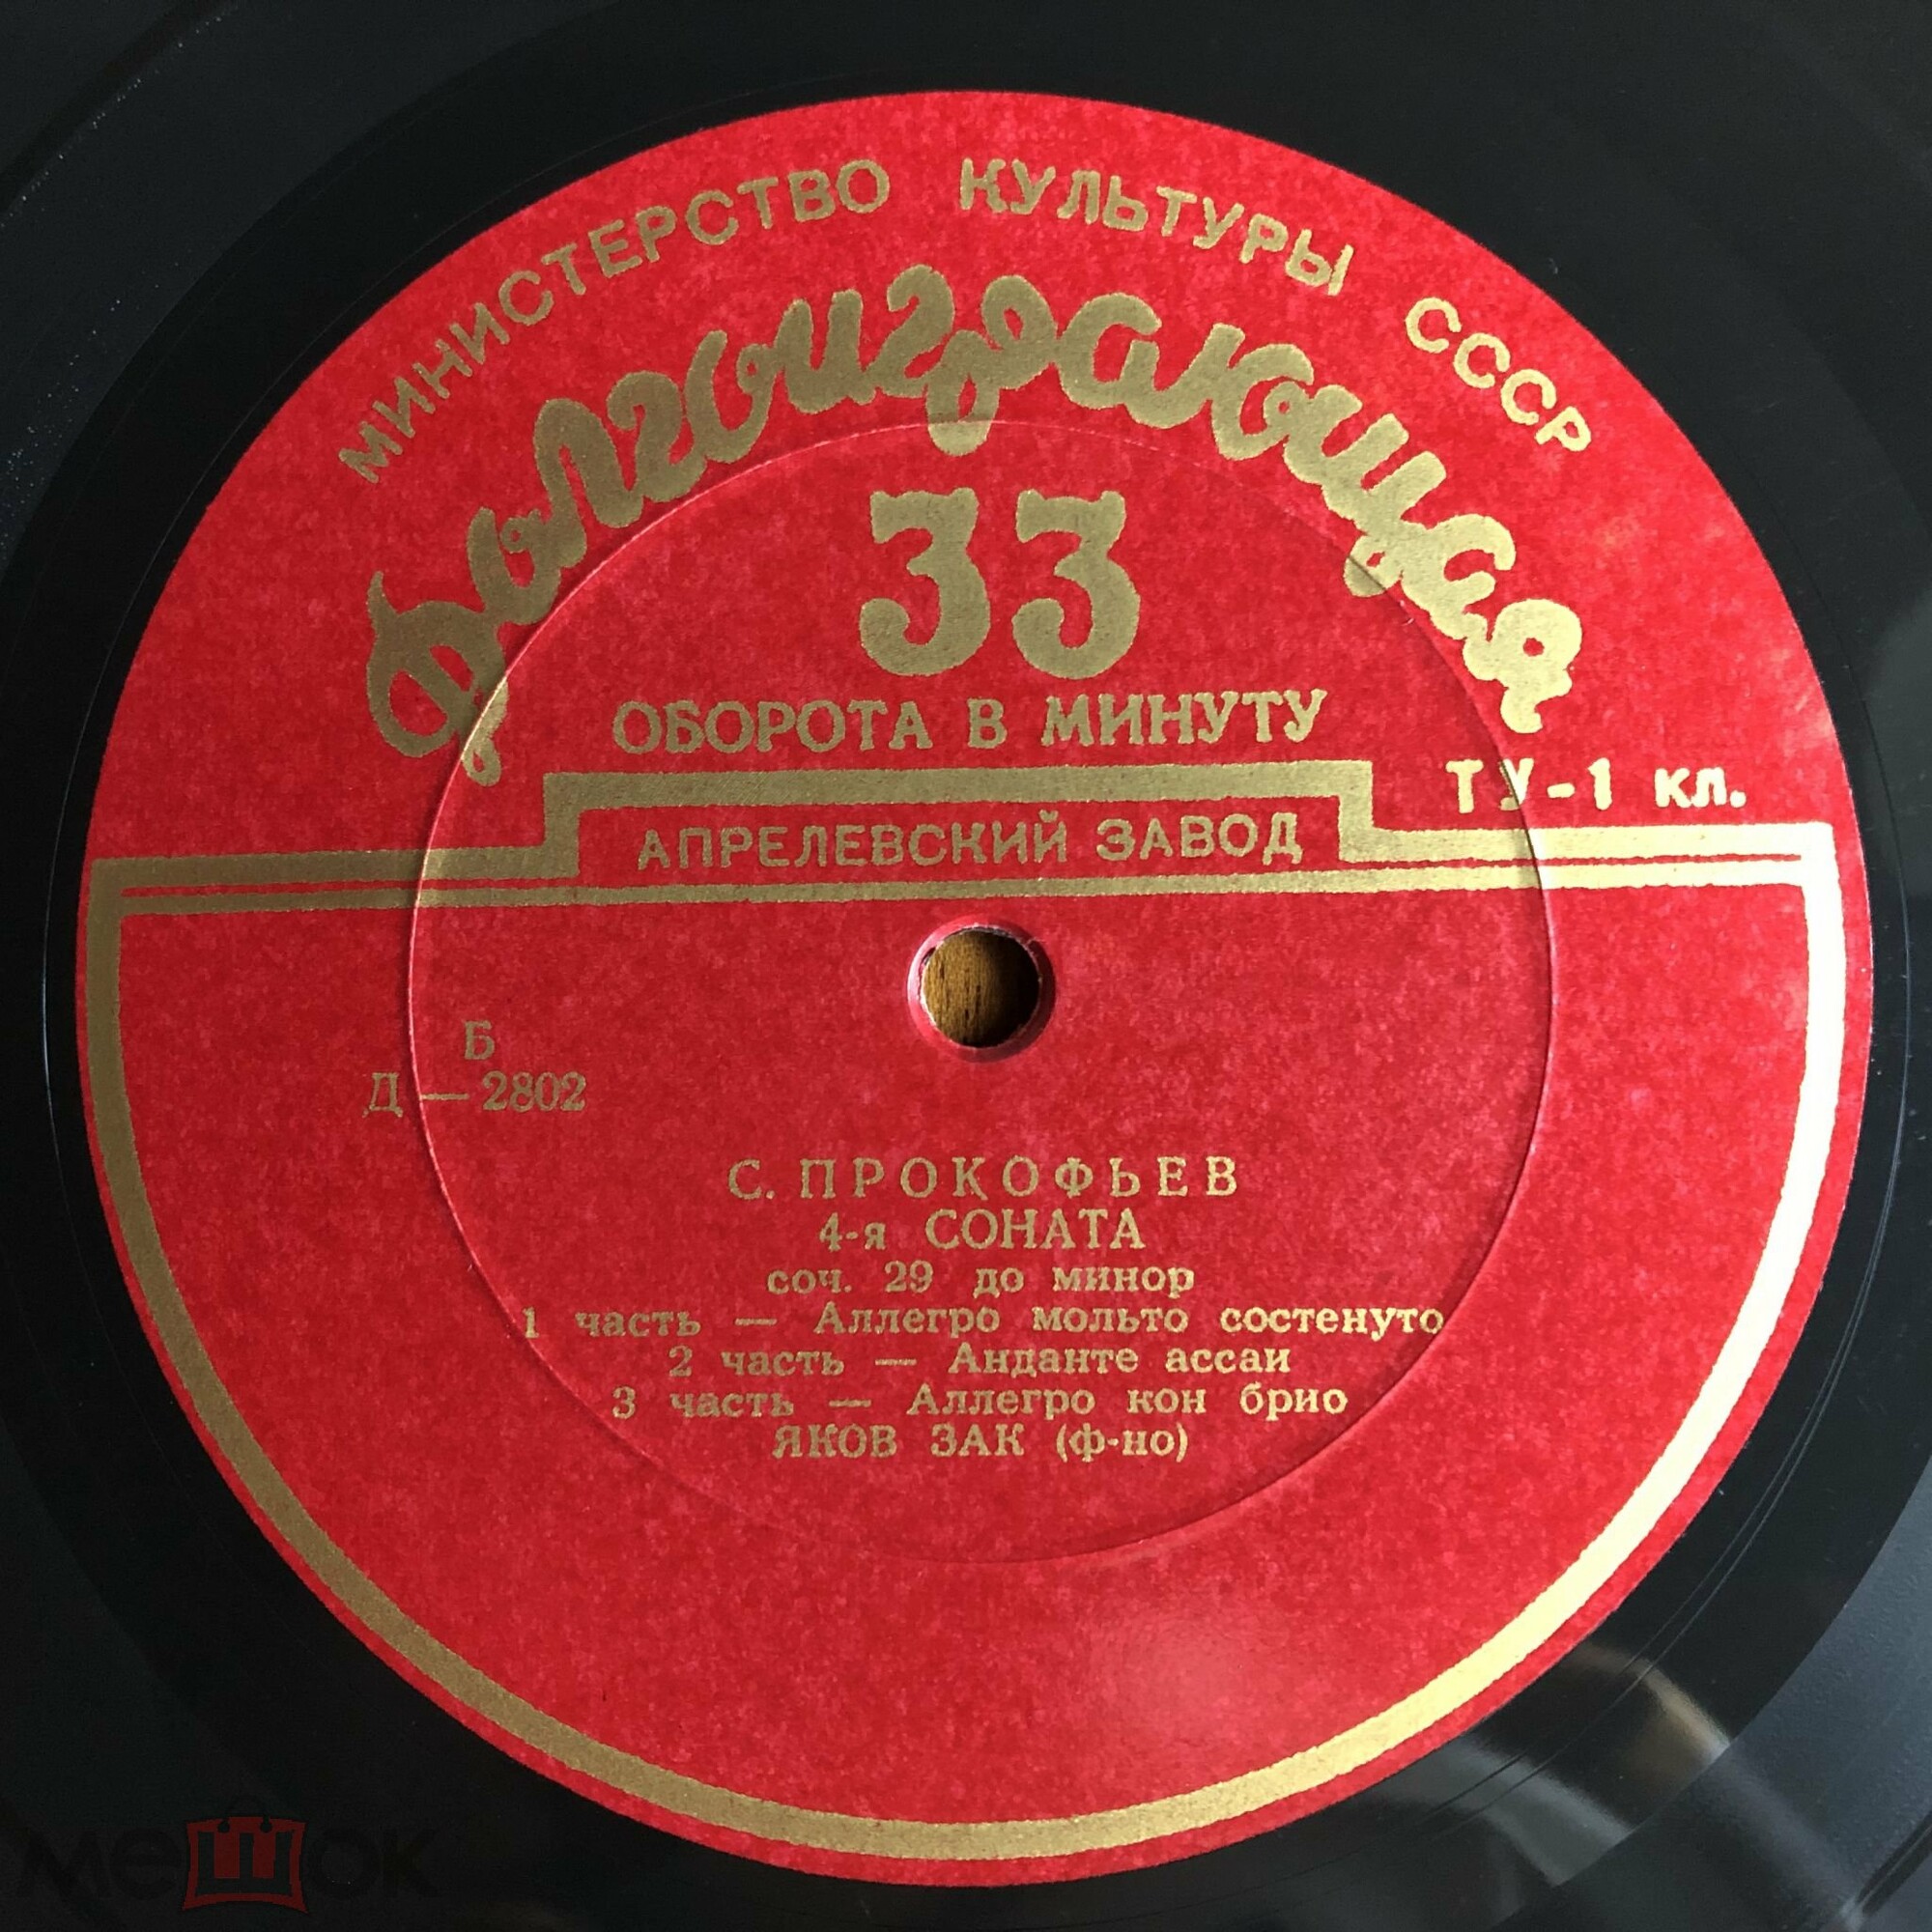 МИНИСТЕРСТВО КУЛЬТУРЫ СССР
Долгоиграющая
33
ОБОРОТА В МИНУТУ
ТУ-1 кл.
АПРЕЛЕВСКИЙ ЗАВОД
Б
Д — 2802
С. ПРОКОФЬЕВ
4-я СОНАТА
соч. 29 до минор
1 часть — Аллегро мольто состенуто
2 часть — Анданте ассаи
3 часть — Аллегро кон брио
ЯКОВ ЗАК (ф-но)
мешок